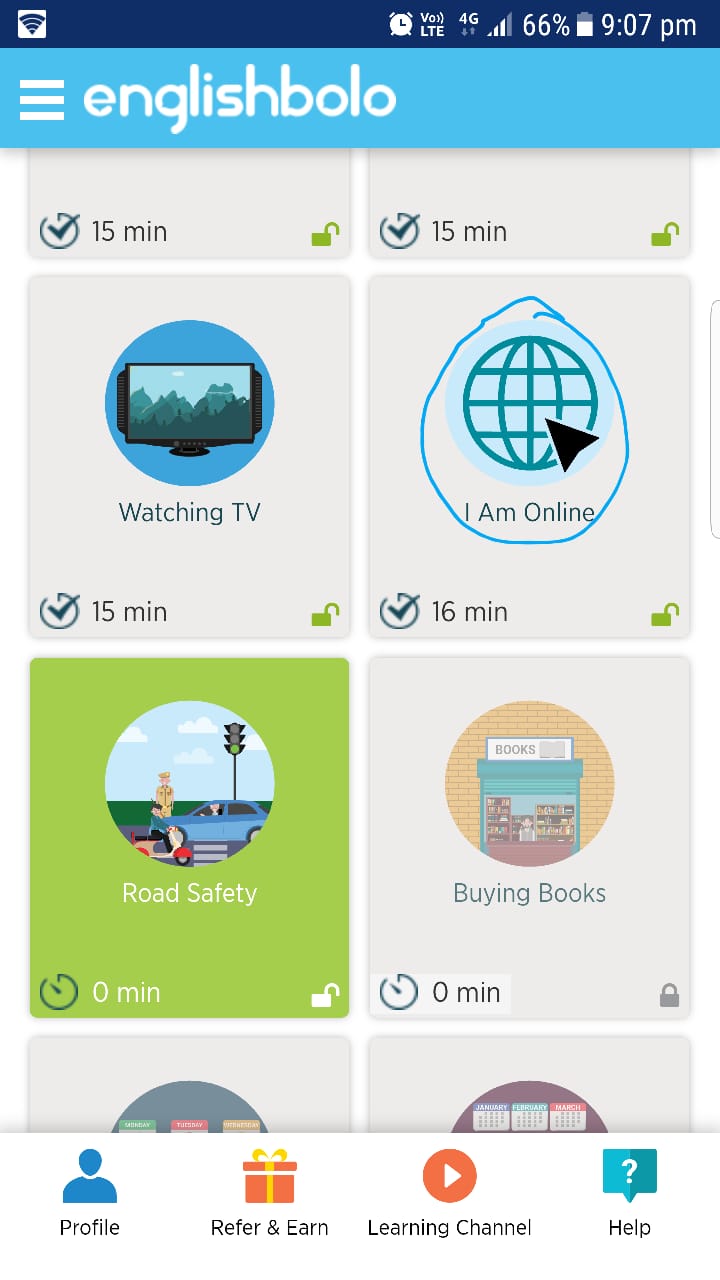 Vo)) LTE 4G 66% 9:07 pm
englishbolo
15 min 15 min
Watching TV I Am Online
15 min 16 min
BOOKS
Road Safety Buying Books
0 min 0 min
MONDAY TUESDAY WEDNESDAY JANUARY FEBRUARY MARCH
?
Profile Refer & Earn Learning Channel Help